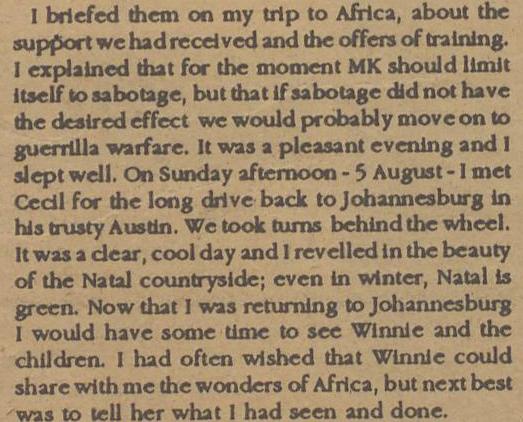 I briefed them on my trip to Africa, about the
support we had received and the offers of training.
I explained that for the moment MK should limit
itself to sabotage, but that if sabotage did not have
the desired effect we would probably move on to
guerrilla warfare. It was a pleasant evening and I
slept well. On Sunday afternoon - 5 August - I met
Cecil for the long drive back to Johannesburg in
his trusty Austin. We took turns behind the wheel.
It was a clear, cool day and I revelled in the beauty
of the Natal countryside; even in winter, Natal is
green. Now that I was returning to Johannesburg
I would have some time to see Winnie and the
children. I had often wished that Winnie could
share with me the wonders of Africa, but next best
was to tell her what I had seen and done.